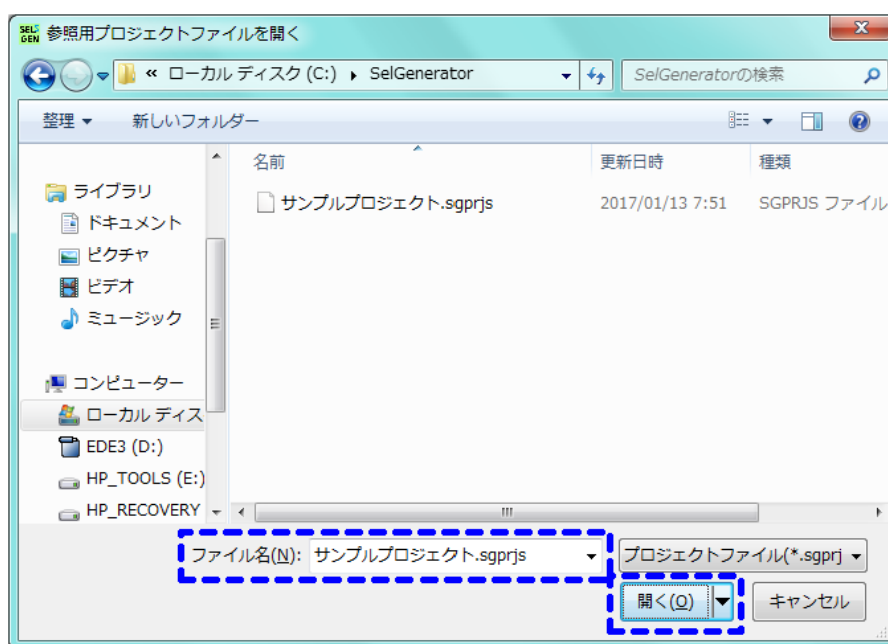 SEL GEN 参照用プロジェクトファイルを開く
« ローカル ディスク (C:) ▸ SelGenerator
SelGeneratorの検索
整理 ▼ 新しいフォルダー
名前 更新日時 種類
サンプルプロジェクト.sgprjs 2017/01/13 7:51 SGPRJS ファイル
ライブラリ
ドキュメント
ピクチャ
ビデオ
ミュージック
コンピューター
ローカル ディス
EDE3 (D:)
HP_TOOLS (E:)
HP_RECOVERY
ファイル名(N): サンプルプロジェクト.sgprjs プロジェクトファイル(*.sgprj
開く(O) キャンセル